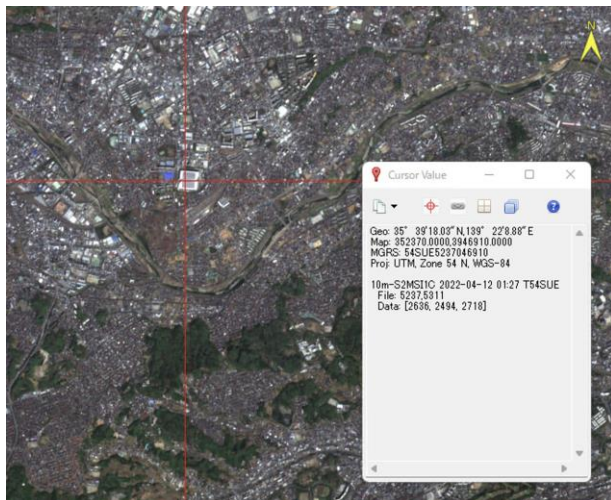 N
Cursor Value
Geo: 35° 39'18.03"N,139° 22'8.88"E
Map: 352370.0000,3946910.0000
MGRS: 54SUE5237046910
Proj: UTM, Zone 54 N, WGS-84
10m-S2MSI1C 2022-04-12 01:27 T54SUE
File: 5237,5311
Data: [2636, 2494, 2718]